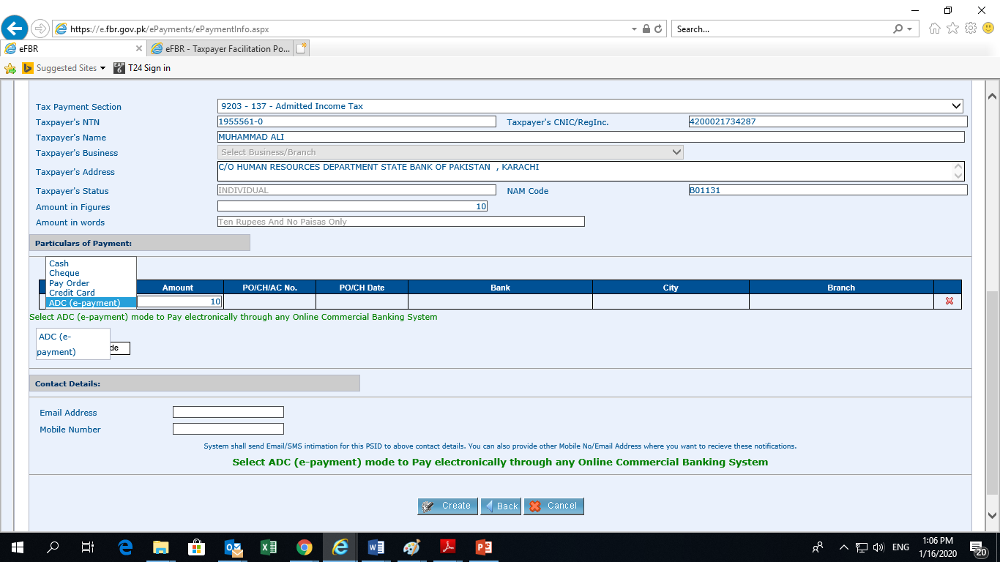 https://e.fbr.gov.pk/ePayments/ePaymentInfo.aspx
Search...
eFBR
eFBR - Taxpayer Facilitation Po...
Suggested Sites
EAP 6
T24 Sign in
Tax Payment Section
9203 - 137 - Admitted Income Tax
Taxpayer's NTN
1955561-0
Taxpayer's CNIC/RegInc.
4200021734287
Taxpayer's Name
MUHAMMAD ALI
Taxpayer's Business
Select Business/Branch
Taxpayer's Address
C/O HUMAN RESOURCES DEPARTMENT STATE BANK OF PAKISTAN , KARACHI
Taxpayer's Status
INDIVIDUAL
NAM Code
B01131
Amount in Figures
10
Amount in words
Ten Rupees And No Paisas Only
Particulars of Payment:
Cash
Cheque
Pay Order
Credit Card
ADC (e-payment)
Amount
PO/CH/AC No.
PO/CH Date
Bank
City
Branch
10
Select ADC (e-payment) mode to Pay electronically through any Online Commercial Banking System
ADC (e-
payment)
de
Contact Details:
Email Address
Mobile Number
System shall send Email/SMS intimation for this PSID to above contact details. You can also provide other Mobile No/Email Address where you want to recieve these notifications.
Select ADC (e-payment) mode to Pay electronically through any Online Commercial Banking System
Create
Back
Cancel
ENG
1:06 PM
1/16/2020
20